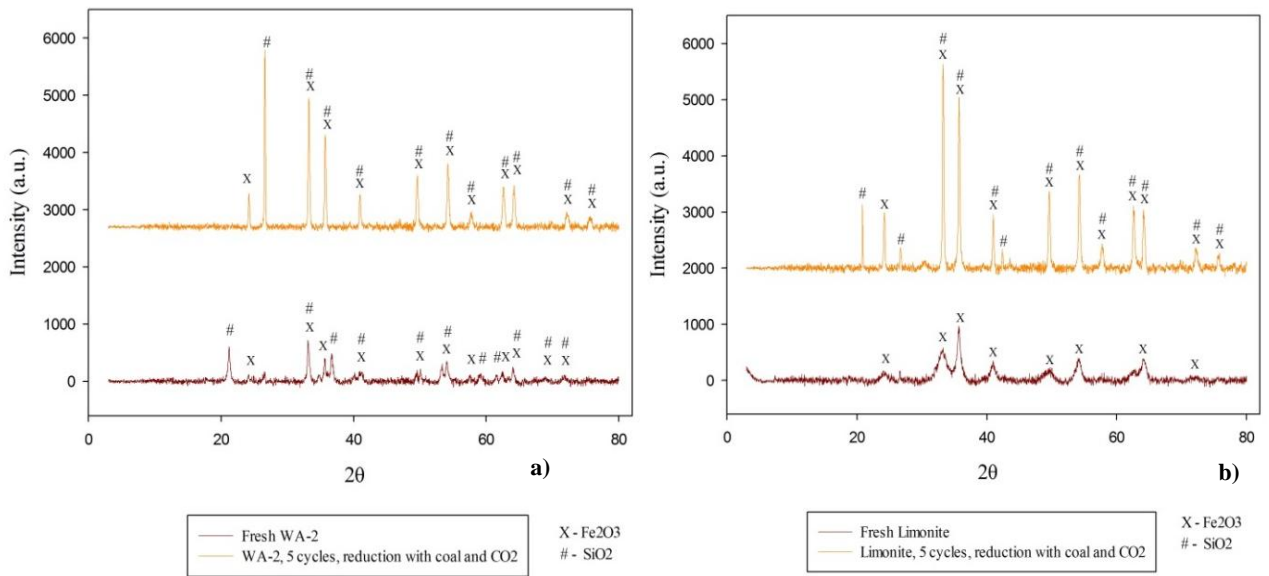 6000
5000
4000
3000
2000
1000
0
Intensity (a.u.)
#
#
X
#
X
X
#
X
#
X
#
X
#
X
#
X
#
X
#
X
#
X
#
X
#
X
#
X
#
#
X
#
X
#
X
X
#
#
X
#
X
#
X
#
X
0 20 40 60 80
2θ
a)
Fresh WA-2
WA-2, 5 cycles, reduction with coal and CO2
X - Fe2O3
# - SiO2
6000
5000
4000
3000
2000
1000
0
Intensity (a.u.)
#
X
#
X
#
X
#
#
X
#
#
X
#
X
#
X
#
X
#
X
#
X
#
X
X
X
X
X
X
X
X
X
0 20 40 60 80
2θ
b)
Fresh Limonite
Limonite, 5 cycles, reduction with coal and CO2
X - Fe2O3
# - SiO2